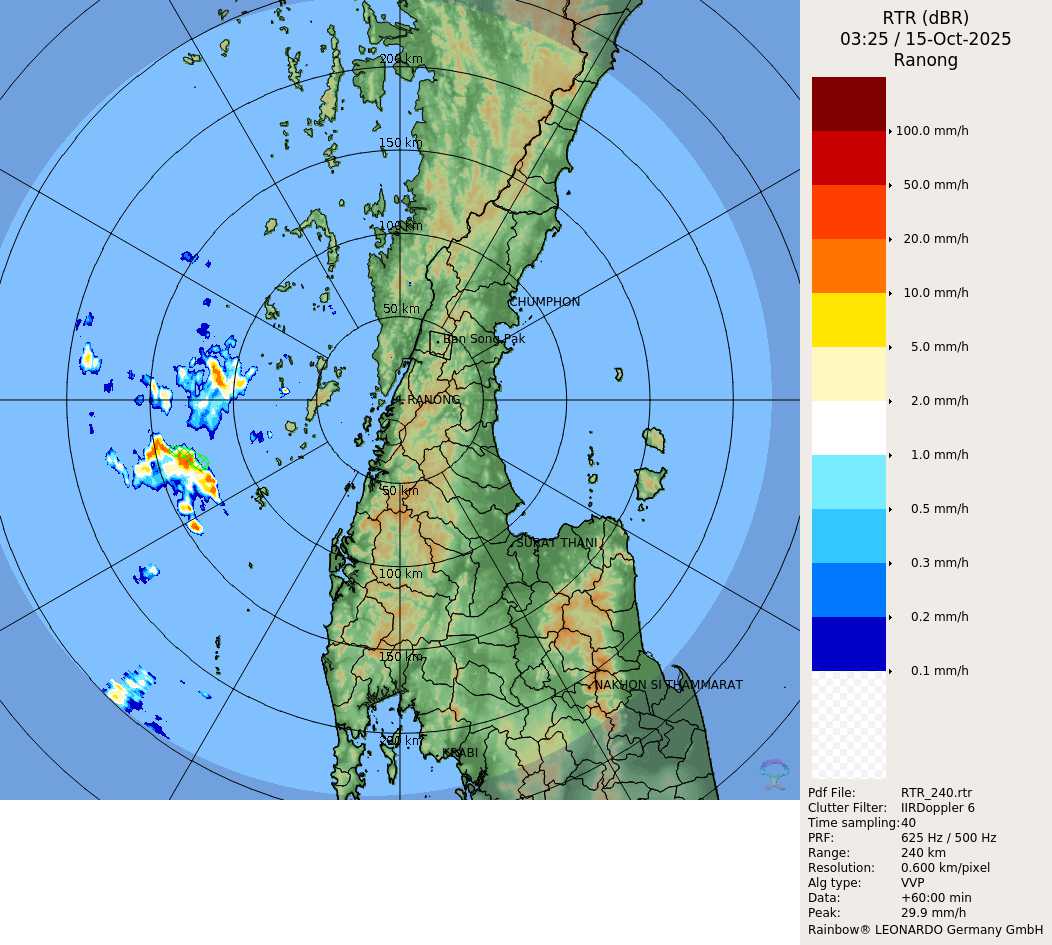 RTR (dBR)
03:25 / 15-Oct-2025
Ranong
100.0 mm/h
50.0 mm/h
20.0 mm/h
10.0 mm/h
5.0 mm/h
2.0 mm/h
1.0 mm/h
0.5 mm/h
0.3 mm/h
0.2 mm/h
0.1 mm/h
Pdf File: RTR_240.rtr
Clutter Filter: IIRDoppler 6
Time sampling: 40
PRF: 625 Hz / 500 Hz
Range: 240 km
Resolution: 0.600 km/pixel
Alg type: VVP
Data: +60:00 min
Peak: 29.9 mm/h
Rainbow® LEONARDO Germany GmbH
200 km
150 km
100 km
50 km
CHUMPHON
Ban Song Pak
RANONG
50 km
SURAT THANI
100 km
150 km
NAKHON SI THAMMARAT
200 km
KRABI